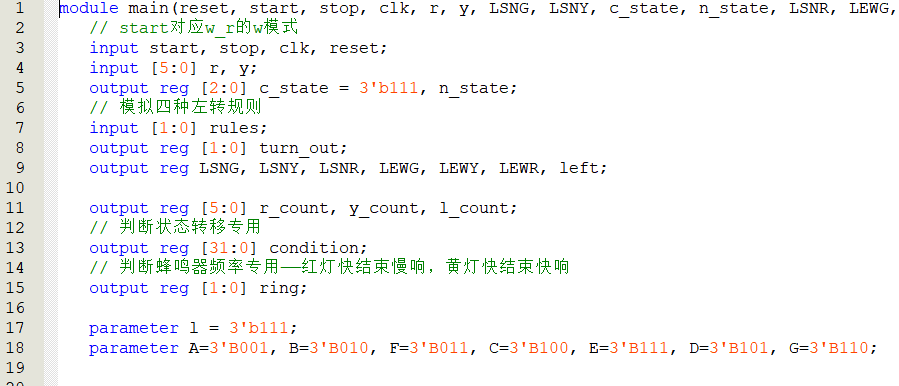 1 module main(reset, start, stop, clk, r, y, LSNG, LSNY, c_state, n_state, LSNR, LEWG,
2 // start对应w_r的w模式
3 input start, stop, clk, reset;
4 input [5:0] r, y;
5 output reg [2:0] c_state = 3'b111, n_state;
6 // 模拟四种左转规则
7 input [1:0] rules;
8 output reg [1:0] turn_out;
9 output reg LSNG, LSNY, LSNR, LEWG, LEWY, LEWR, left;
10
11 output reg [5:0] r_count, y_count, l_count;
12 // 判断状态转移专用
13 output reg [31:0] condition;
14 // 判断蜂鸣器频率专用——红灯快结束慢响，黄灯快结束快响
15 output reg [1:0] ring;
16
17 parameter l = 3'b111;
18 parameter A=3'B001, B=3'B010, F=3'B011, C=3'B100, E=3'B111, D=3'B101, G=3'B110;
19